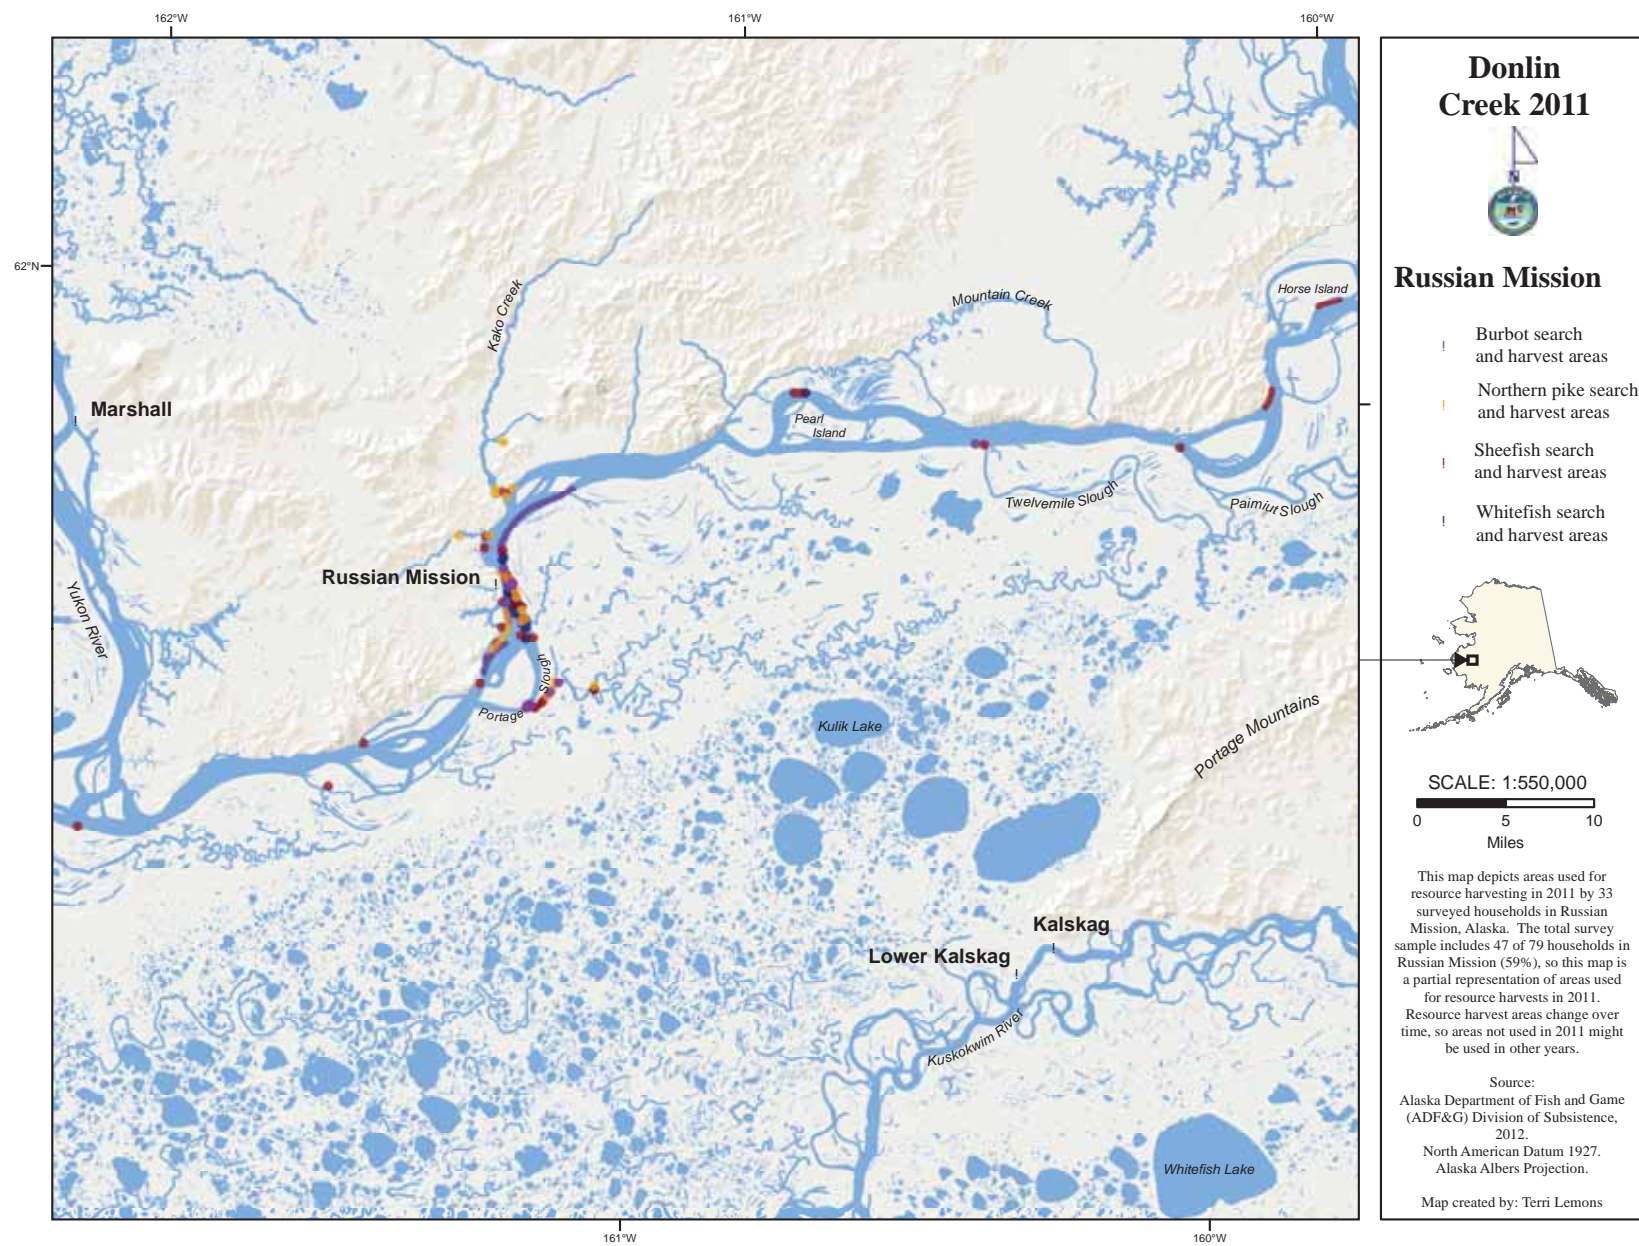 162°W
161°W
160°W
62°N
Kako Creek
Mountain Creek
Horse Island
Marshall
Pearl
Island
Twelvemile Slough
Paimiut Slough
Russian Mission
Yukon River
Slough
Portage
Kulik Lake
Portage Mountains
Kalskag
Lower Kalskag
Kuskokwim River
Whitefish Lake
161°W
160°W
Donlin
Creek 2011
Russian Mission
! Burbot search
and harvest areas
! Northern pike search
and harvest areas
! Sheefish search
and harvest areas
! Whitefish search
and harvest areas
SCALE: 1:550,000
0 5 10
Miles
This map depicts areas used for
resource harvesting in 2011 by 33
surveyed households in Russian
Mission, Alaska. The total survey
sample includes 47 of 79 households in
Russian Mission (59%), so this map is
a partial representation of areas used
for resource harvests in 2011.
Resource harvest areas change over
time, so areas not used in 2011 might
be used in other years.
Source:
Alaska Department of Fish and Game
(ADF&G) Division of Subsistence,
2012.
North American Datum 1927.
Alaska Albers Projection.
Map created by: Terri Lemons